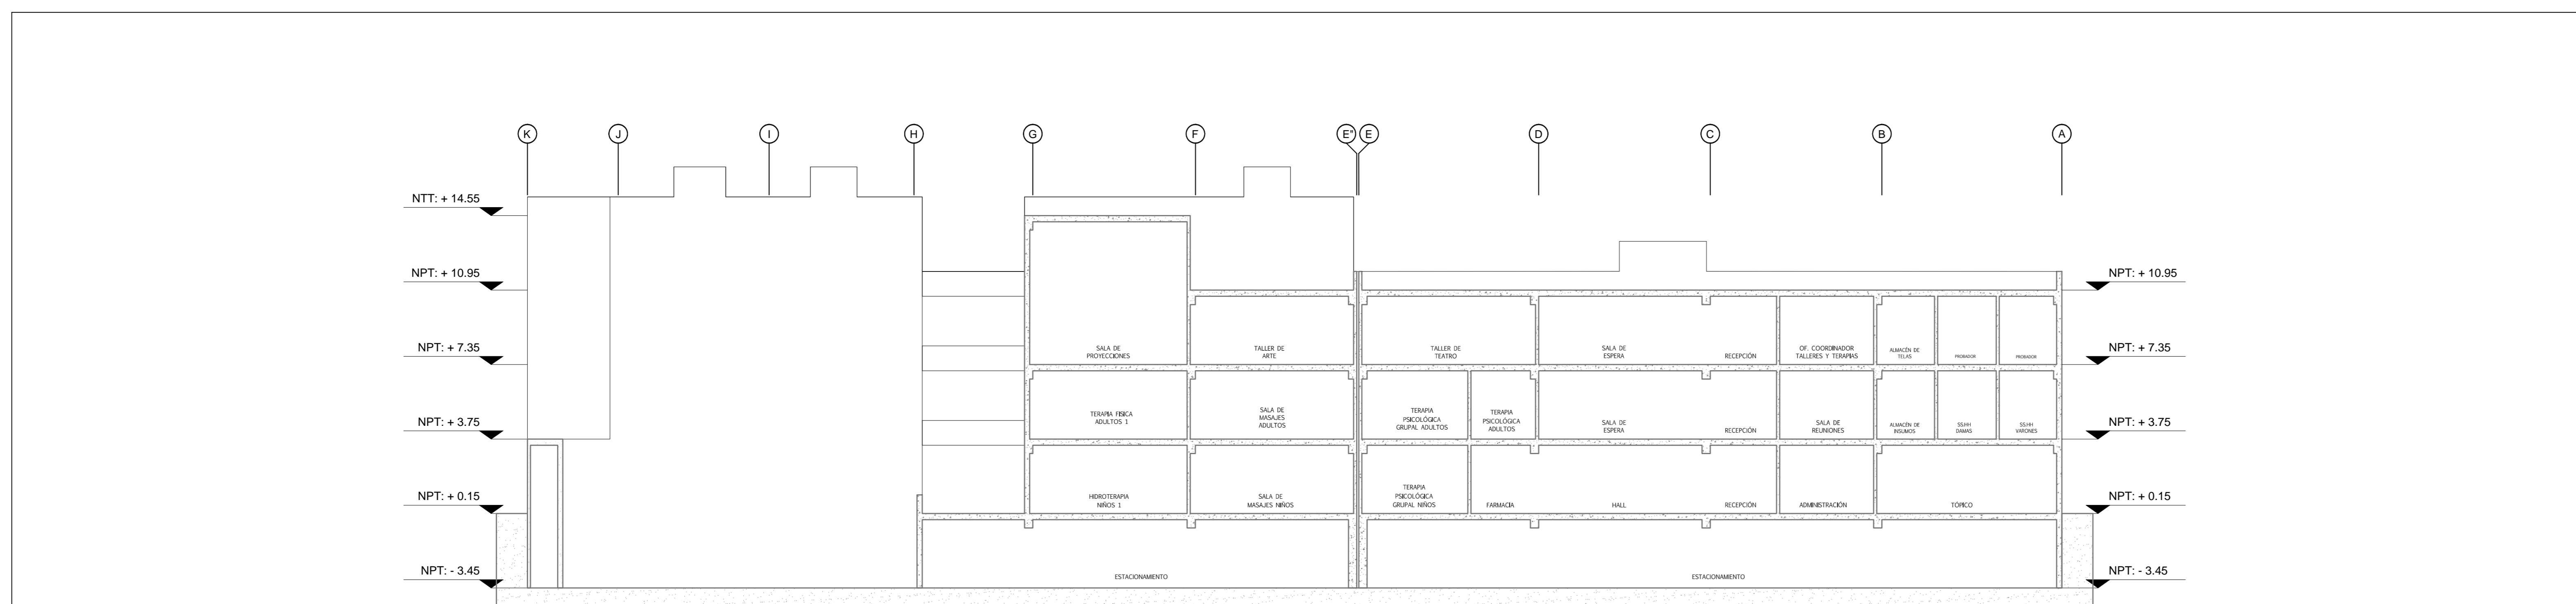 K J I H G F E" E D C B A
NTT: + 14.55
NPT: + 10.95
NPT: + 10.95
SALA DE
PROYECCIONES
TALLER DE
ARTE
TALLER DE
TEATRO
SALA DE
ESPERA
RECEPCIÓN
OF. COORDINADOR
TALLERES Y TERAPIAS
ALMACÉN DE
TELAS
PROBADOR
PROBADOR
NPT: + 7.35
NPT: + 7.35
TERAPIA FISICA
ADULTOS 1
SALA DE
MASAJES
ADULTOS
TERAPIA
PSICOLÓGICA
GRUPAL ADULTOS
TERAPIA
PSICOLÓGICA
ADULTOS
SALA DE
ESPERA
RECEPCIÓN
SALA DE
REUNIONES
ALMACÉN DE
INSUMOS
SS.HH
DAMAS
SS.HH
VARONES
NPT: + 3.75
NPT: + 3.75
HIDROTERAPIA
NIÑOS 1
SALA DE
MASAJES NIÑOS
TERAPIA
PSICOLÓGICA
GRUPAL NIÑOS
FARMACÍA
HALL
RECEPCIÓN
ADMINISTRACIÓN
TÓPICO
NPT: + 0.15
NPT: + 0.15
ESTACIONAMIENTO
ESTACIONAMIENTO
NPT: - 3.45
NPT: - 3.45